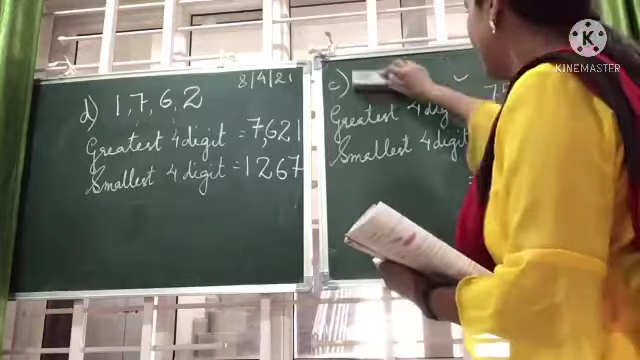 8/4/21
d) 1, 7, 6, 2
Greatest 4 digit = 7,621
Smallest 4 digit = 1267
c)
Greatest 4 digit
Smallest 4 digit
KINEMASTER